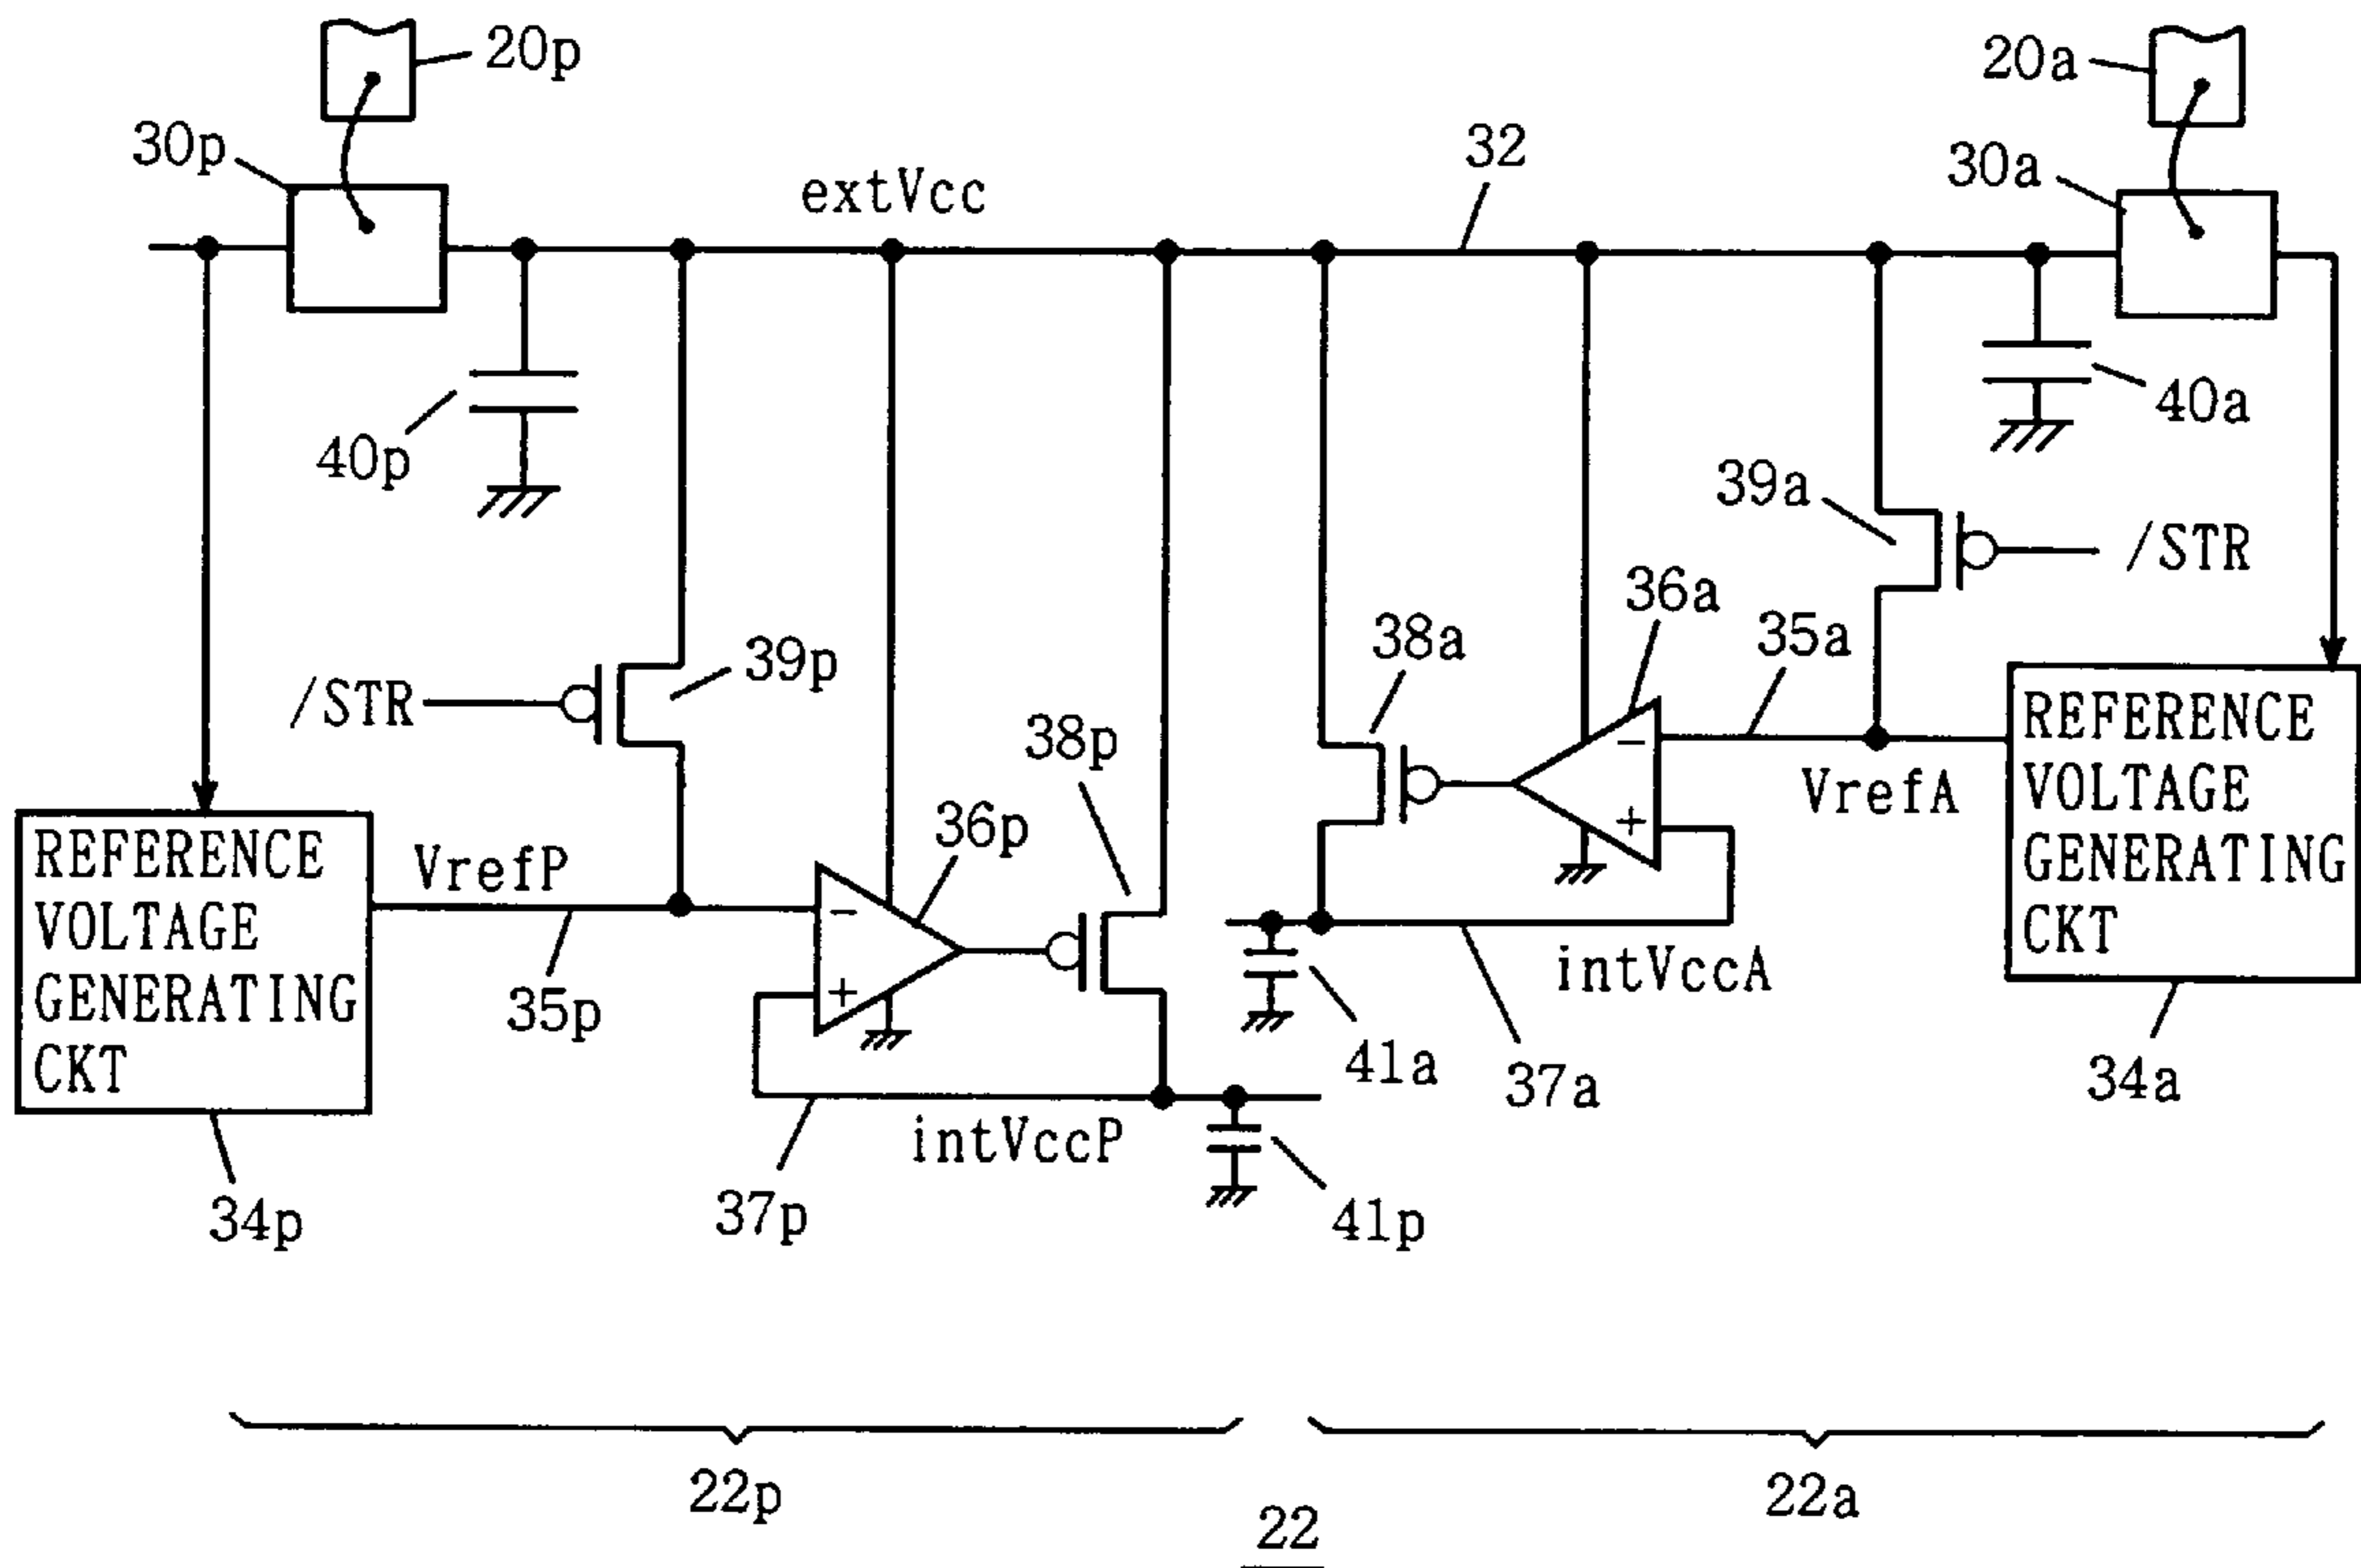 20p
20a
30p
extVcc
32
30a
40p
40a
39a
/STR
/STR
39p
38p
38a
36a
35a
VrefA
REFERENCE
VOLTAGE
GENERATING
CKT
REFERENCE
VOLTAGE
GENERATING
CKT
VrefP
36p
-
+
-
+
35p
intVccA
41a
37a
34a
intVccP
37p
41p
34p
22p
22a
22